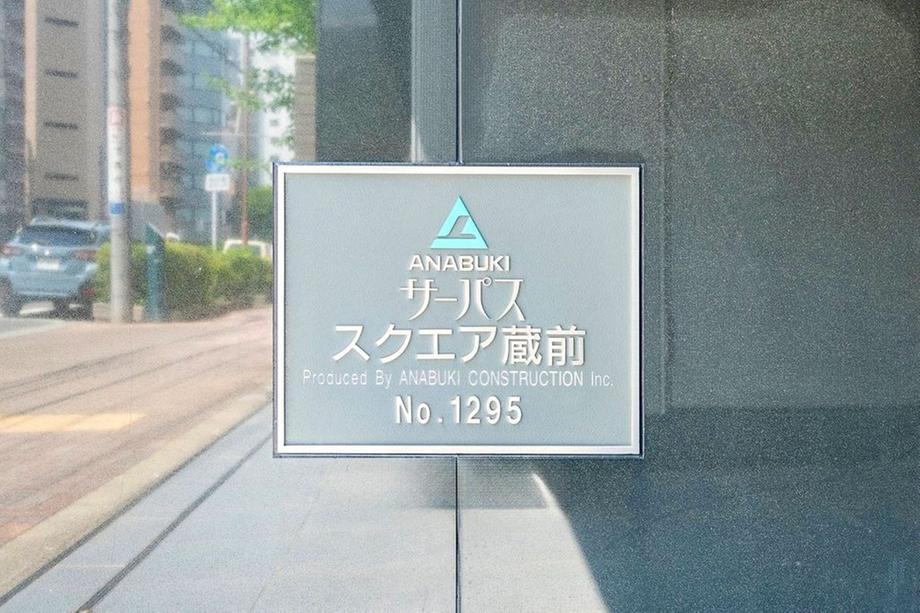 ANABUKI
サーパス
スクエア蔵前
Produced By ANABUKI CONSTRUCTION Inc.
No.1295